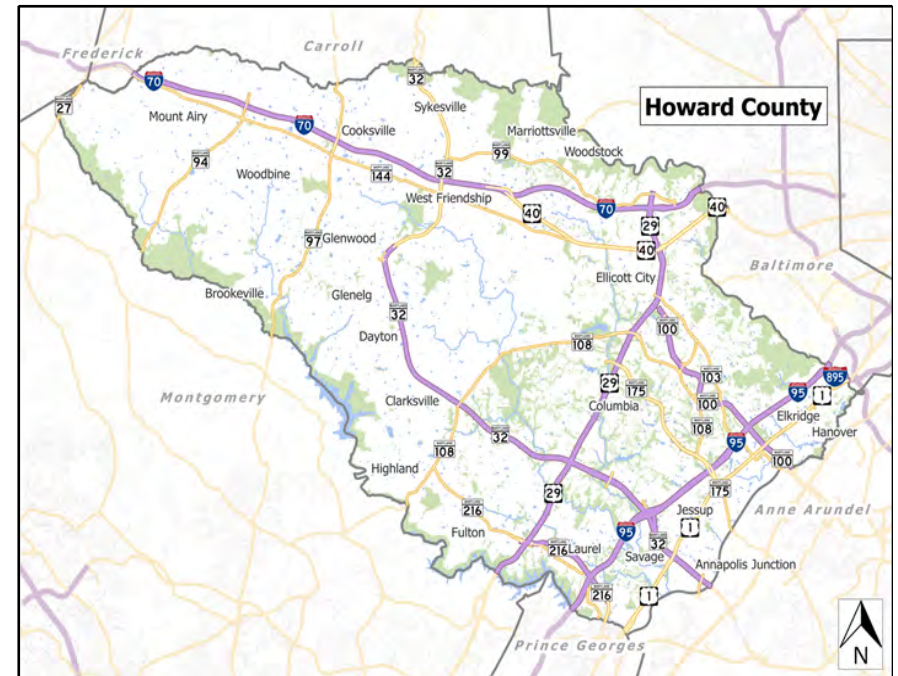 Frederick
Carroll
Howard County
70
32
27
Mount Airy
Sykesville
70
Cooksville
Marriottsville
94
99
Woodstock
Woodbine
144
32
West Friendship
40
70
40
29
97
Glenwood
40
Ellicott City
Baltimore
Brookeville
Glenelg
32
Dayton
100
108
Montgomery
Clarksville
29
175
103
895
95
1
Columbia
100
Elkridge
108
Hanover
108
32
95
100
Highland
29
175
216
Jessup
Anne Arundel
Fulton
95
1
216
Laurel
32
Savage
Annapolis Junction
216
1
Prince Georges
N